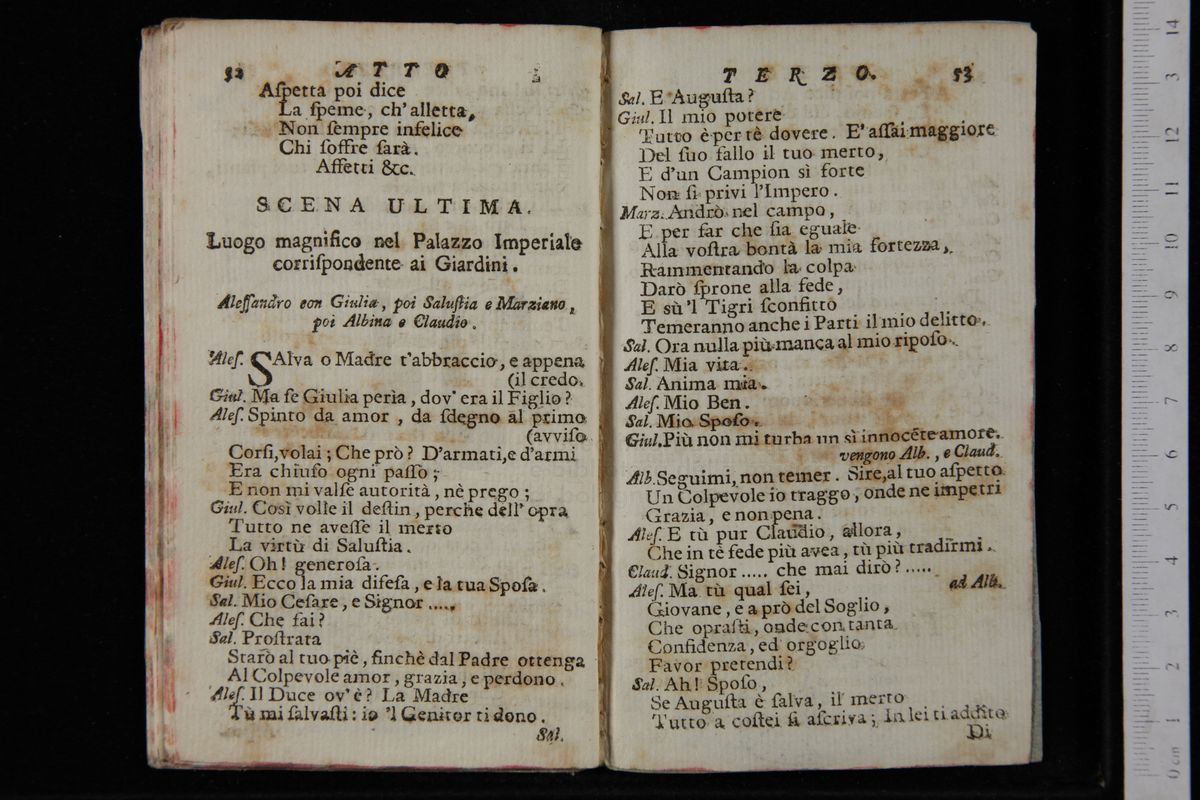 52 ATTO
Aſpetta poi dice
La ſpeme, ch'alletta,
Non ſempre infelice
Chi ſoffre ſarà.
Affetti &c.
SCENA ULTIMA.
Luogo magnifico nel Palazzo Imperiale
corriſpondente ai Giardini.
Aleſſandro con Giulia, poi Saluſtia e Marziano,
poi Albina e Claudio.
Aleſ. SAlva o Madre t'abbraccio, e appena
(il credo.
Giul. Ma ſe Giulia peria, dov' era il Figlio?
Aleſ. Spinto da amor, da ſdegno al primo
(avviſo
Corſi, volai; Che prò? D'armati, e d'armi
Era chiuſo ogni paſſo;
E non mi valſe autorità, nè prego;
Giul. Così volle il deſtin, perche dell' opra
Tutto ne aveſſe il merto
La virtù di Saluſtia.
Aleſ. Oh! generoſa.
Giul. Ecco la mia difeſa, e la tua Spoſa.
Sal. Mio Ceſare, e Signor .....
Aleſ. Che fai?
Sal. Proſtrata
Starò al tuo piè, finchè dal Padre ottenga
Al Colpevole amor, grazia, e perdono.
Aleſ. Il Duce ov' è? La Madre
Tù mi ſalvaſti: io 'l Genitor ti dono.
Sal.
TERZO. 53
Sal. E Auguſta?
Giul. Il mio potere
Tutto è per tè dovere. E' aſſai maggiore
Del ſuo fallo il tuo merto,
E d'un Campion sì forte
Non ſi privi l'Impero.
Marz. Andrò nel campo,
E per far che ſia eguale
Alla voſtra bontà la mia fortezza,
Rammentando la colpa
Darò ſprone alla fede,
E sù 'l Tigri ſconfitto
Temeranno anche i Parti il mio delitto.
Sal. Ora nulla più manca al mio ripoſo.
Aleſ. Mia vita.
Sal. Anima mia.
Aleſ. Mio Ben.
Sal. Mio Spoſo.
Giul. Più non mi turba un sì innocẽte amore.
vengono Alb., e Claud.
Alb. Seguimi, non temer. Sire, al tuo aſpetto
Un Colpevole io traggo, onde ne impetri
Grazia, e non pena.
Aleſ. E tù pur Claudio, allora,
Che in tè fede più avea, tù più tradirmi.
Claud. Signor ..... che mai dirò? .....
Aleſ. Ma tù qual ſei, ad Alb.
Giovane, e a prò del Soglio,
Che opraſti, onde con tanta
Confidenza, ed orgoglio
Favor pretendi?
Sal. Ah! Spoſo,
Se Auguſta è ſalva, il merto
Tutto a coſtei ſi aſcriva; In lei ti addito
Di